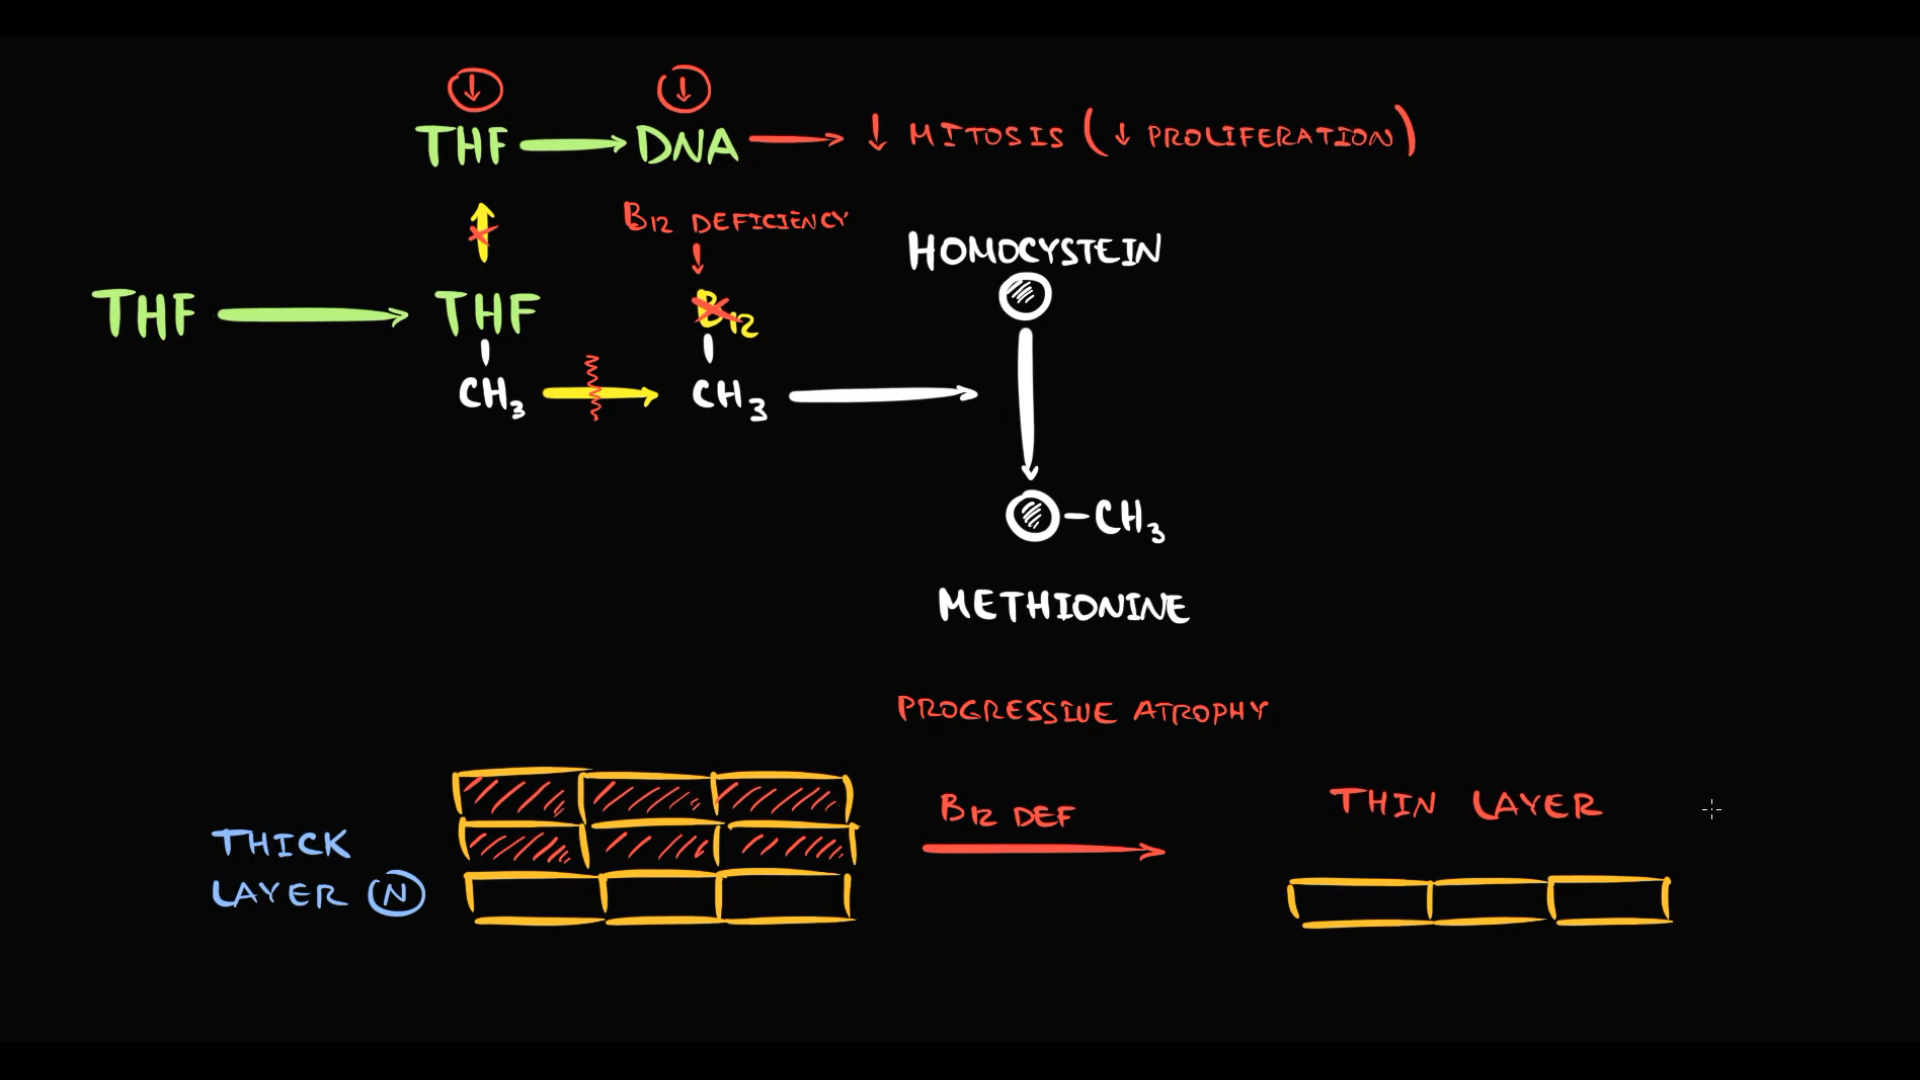 ↓ ↓
THF → DNA → ↓ MITOSIS (↓ PROLIFERATION)
B12 DEFICIENCY
↓
HOMOCYSTEIN
THF → THF B12
CH3 → CH3 →
-CH3
METHIONINE
PROGRESSIVE ATROPHY
B12 DEF
THIN LAYER
THICK
LAYER N